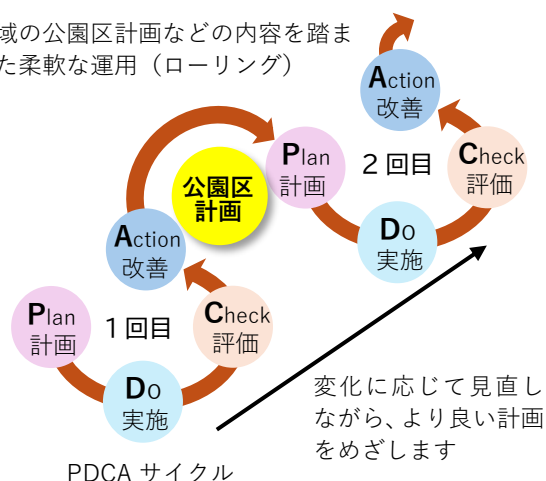 域の公園区計画などの内容を踏ま
た柔軟な運用（ローリング）
Action
改善
Plan
計画
2回目
Check
評価
Do
実施
公園区
計画
Action
改善
Plan
計画
1回目
Check
評価
Do
実施
変化に応じて見直し
ながら、より良い計画
をめざします
PDCA サイクル